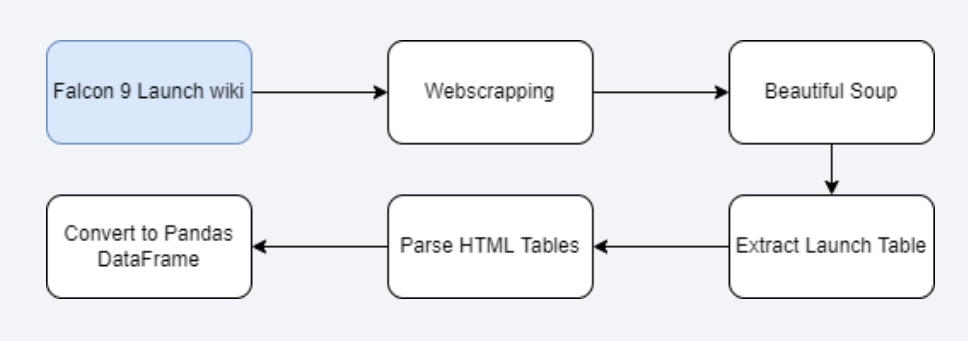 Falcon 9 Launch wiki
Webscrapping
Beautiful Soup
Extract Launch Table
Parse HTML Tables
Convert to Pandas
DataFrame